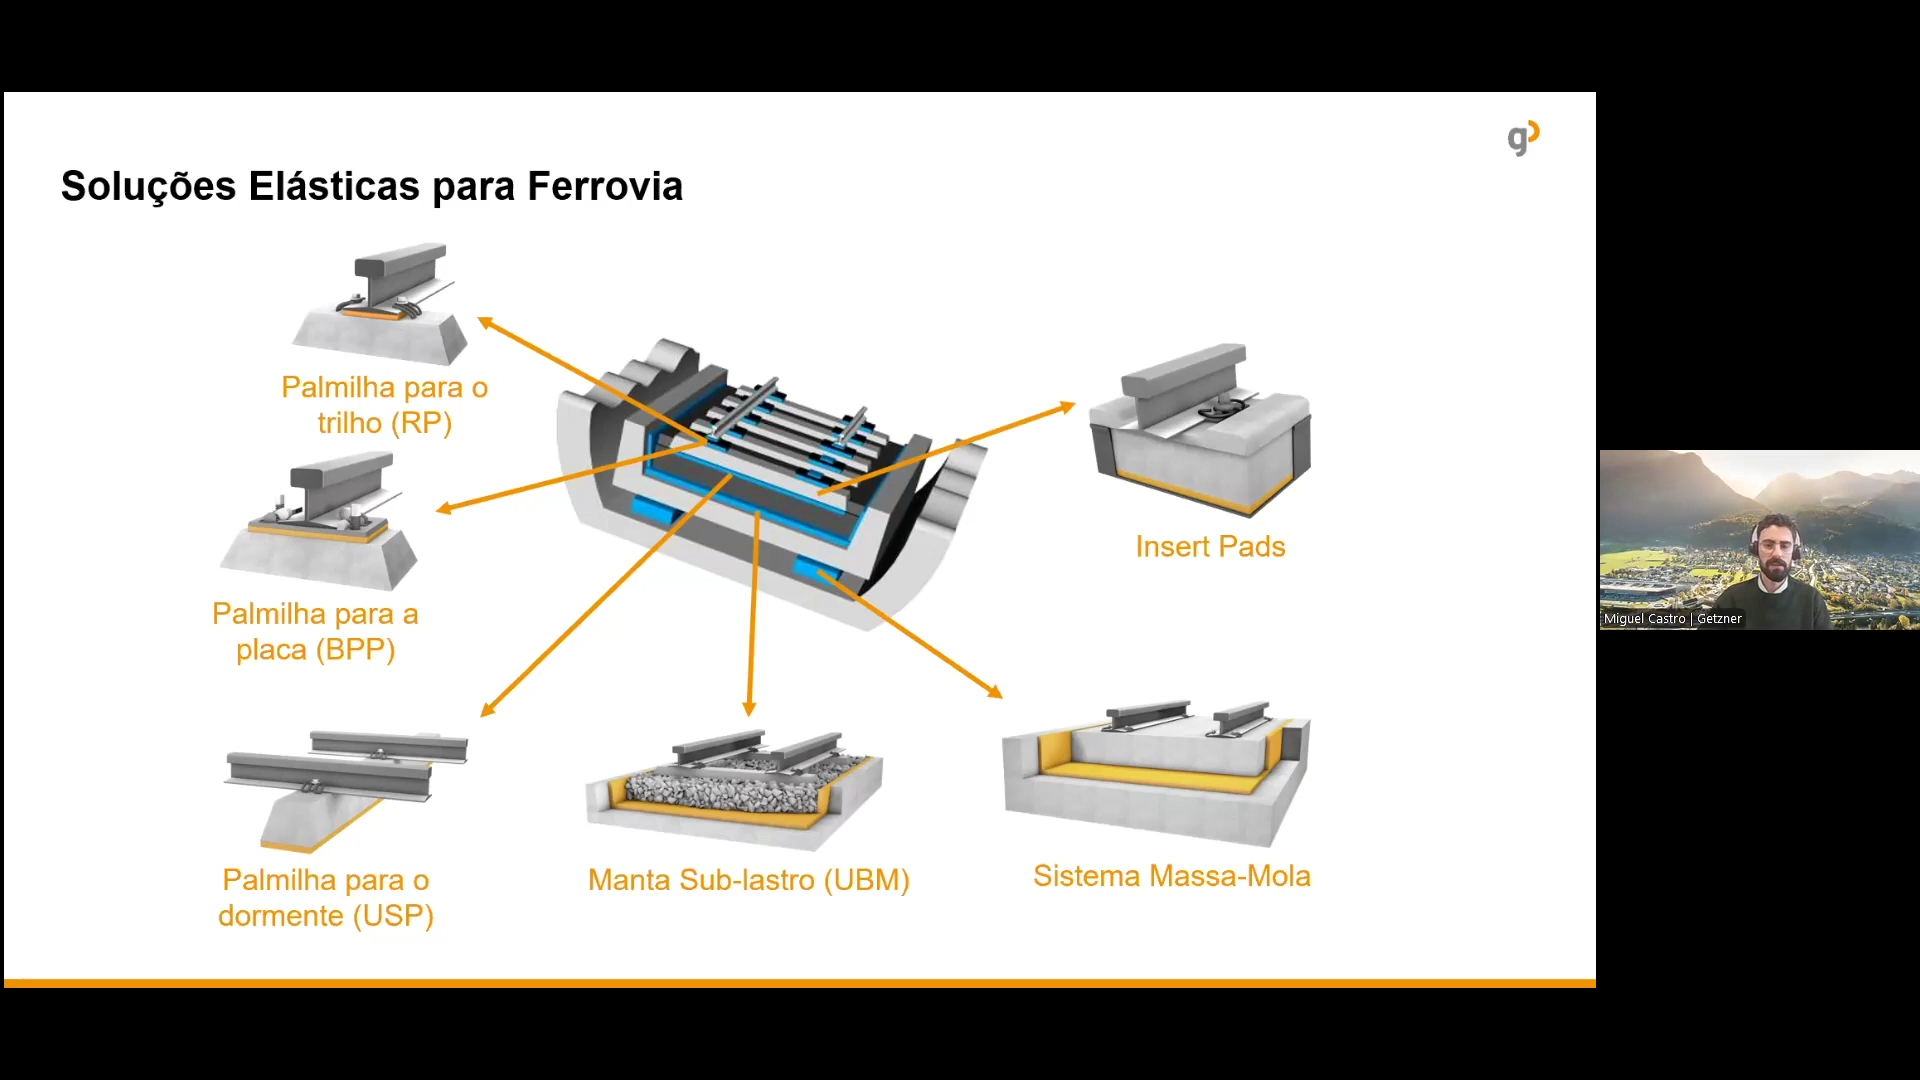 Soluções Elásticas para Ferrovia
Palmilha para o
trilho (RP)
Palmilha para a
placa (BPP)
Insert Pads
Palmilha para o
dormente (USP)
Manta Sub-lastro (UBM)
Sistema Massa-Mola
Miguel Castro | Getzner